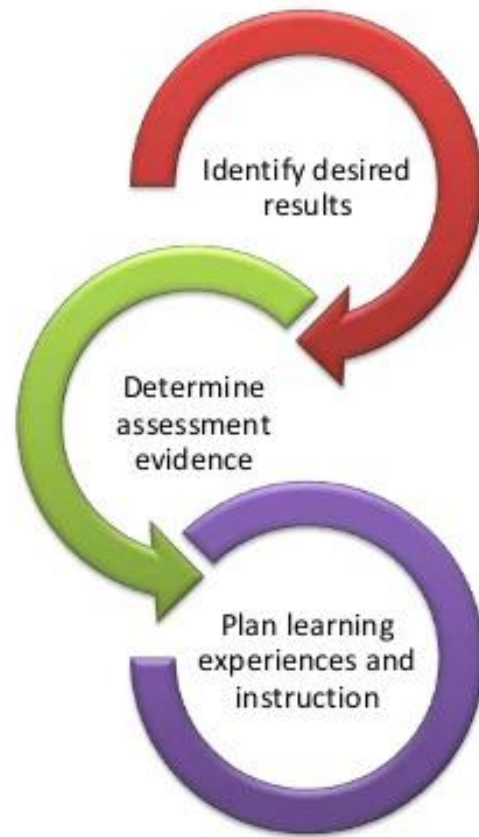 Identify desired
results
Determine
assessment
evidence
Plan learning
experiences and
instruction